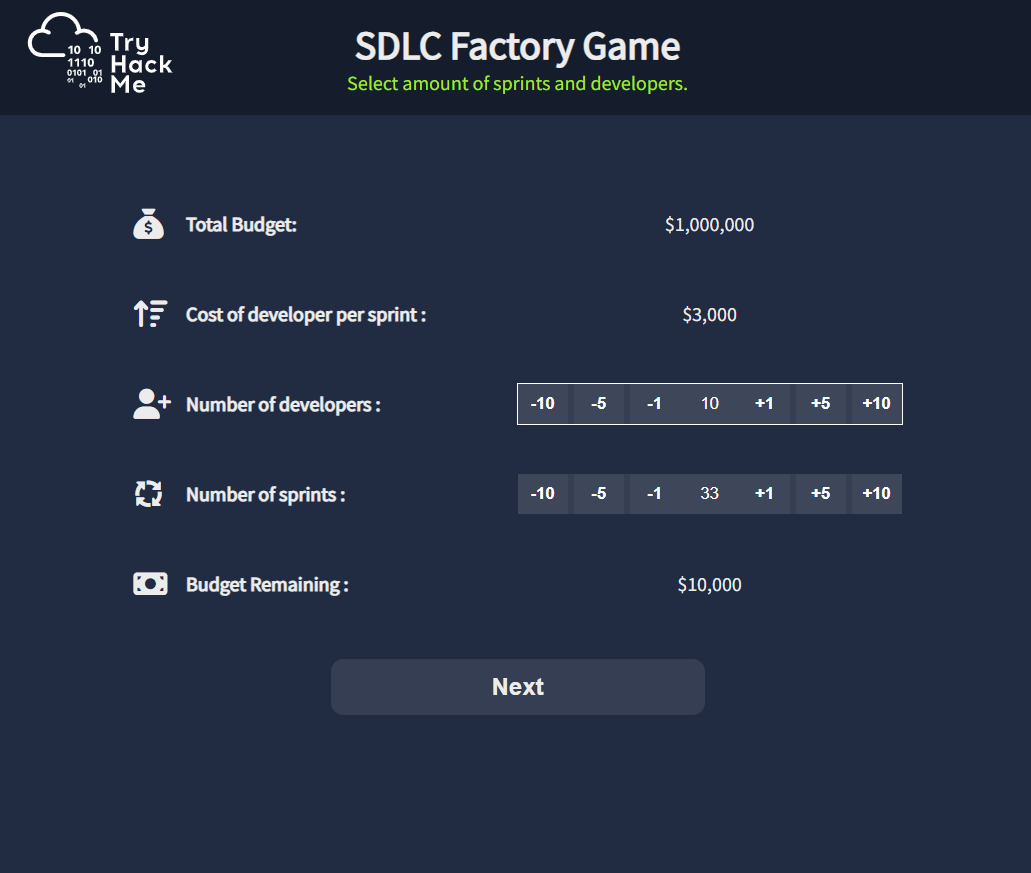 10 10
1110
0101 01
01 01 010
Try
Hack
Me
SDLC Factory Game
Select amount of sprints and developers.
$
Total Budget:
$1,000,000
Cost of developer per sprint :
$3,000
Number of developers :
-10 -5 -1 10 +1 +5 +10
Number of sprints :
-10 -5 -1 33 +1 +5 +10
Budget Remaining :
$10,000
Next